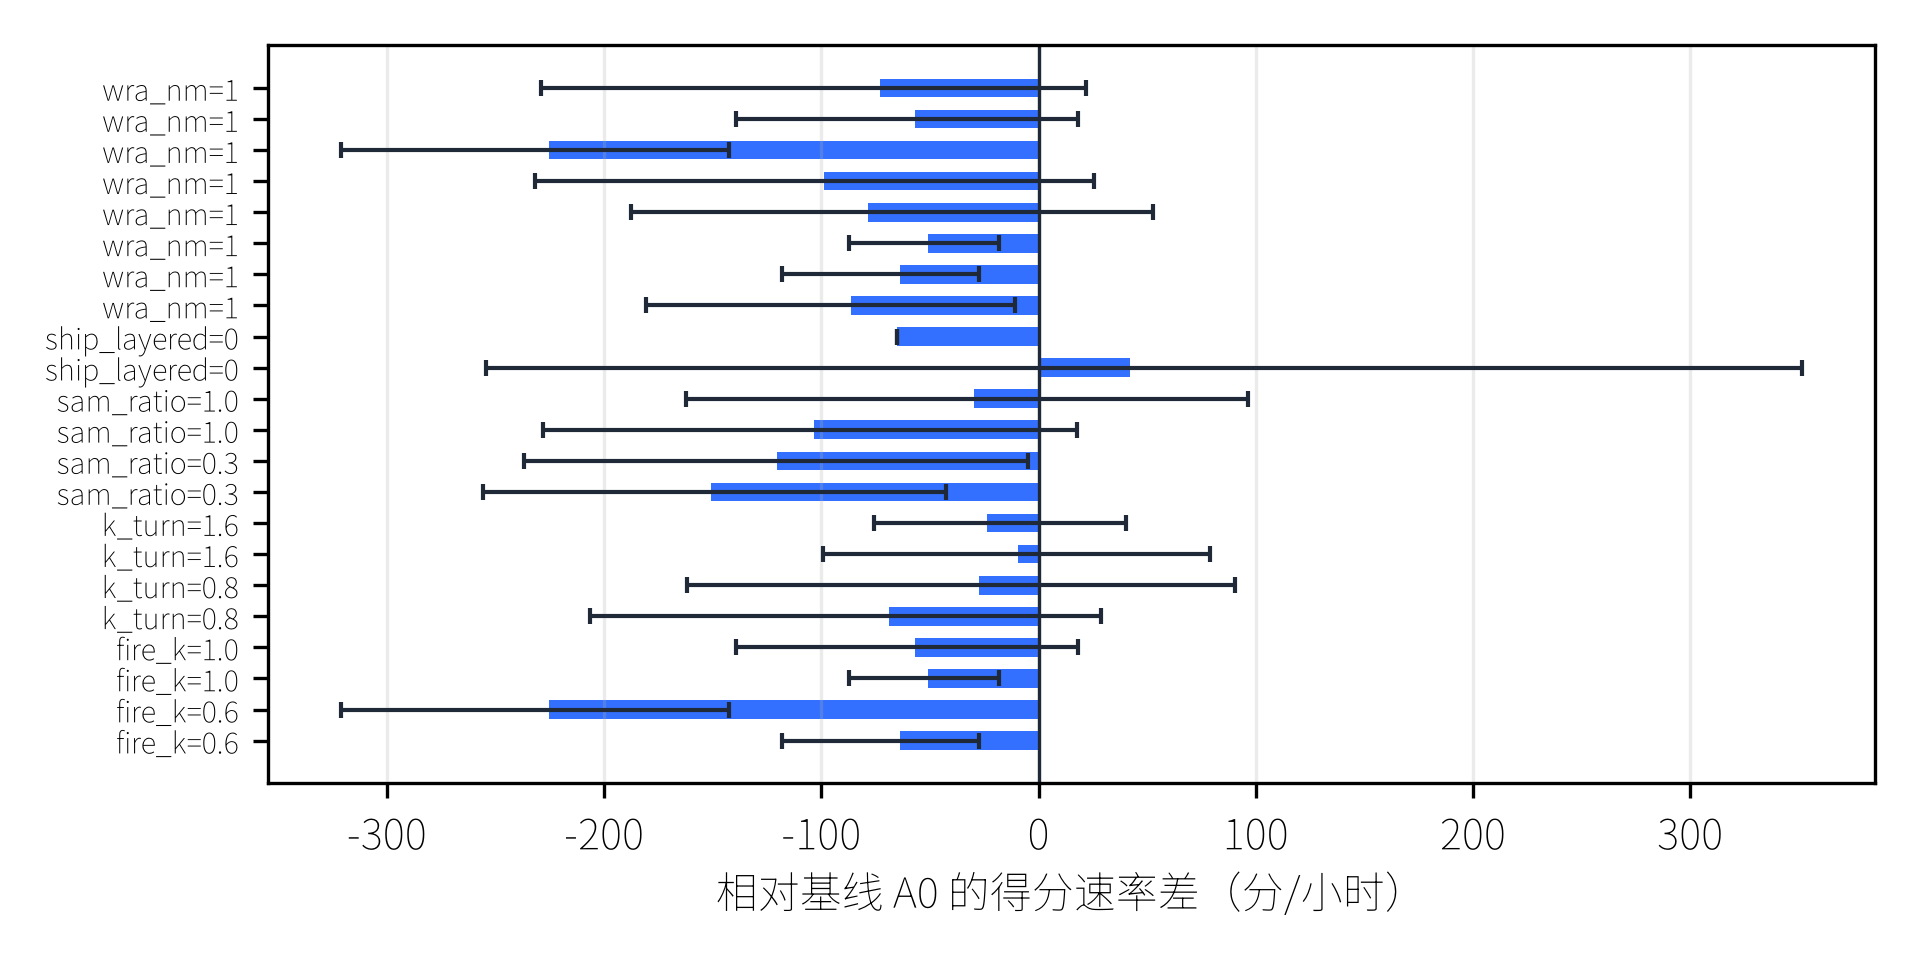 wra_nm=1
wra_nm=1
wra_nm=1
wra_nm=1
wra_nm=1
wra_nm=1
wra_nm=1
wra_nm=1
ship_layered=0
ship_layered=0
sam_ratio=1.0
sam_ratio=1.0
sam_ratio=0.3
sam_ratio=0.3
k_turn=1.6
k_turn=1.6
k_turn=0.8
k_turn=0.8
fire_k=1.0
fire_k=1.0
fire_k=0.6
fire_k=0.6
-300 -200 -100 0 100 200 300
相对基线 A0 的得分速率差（分/小时）